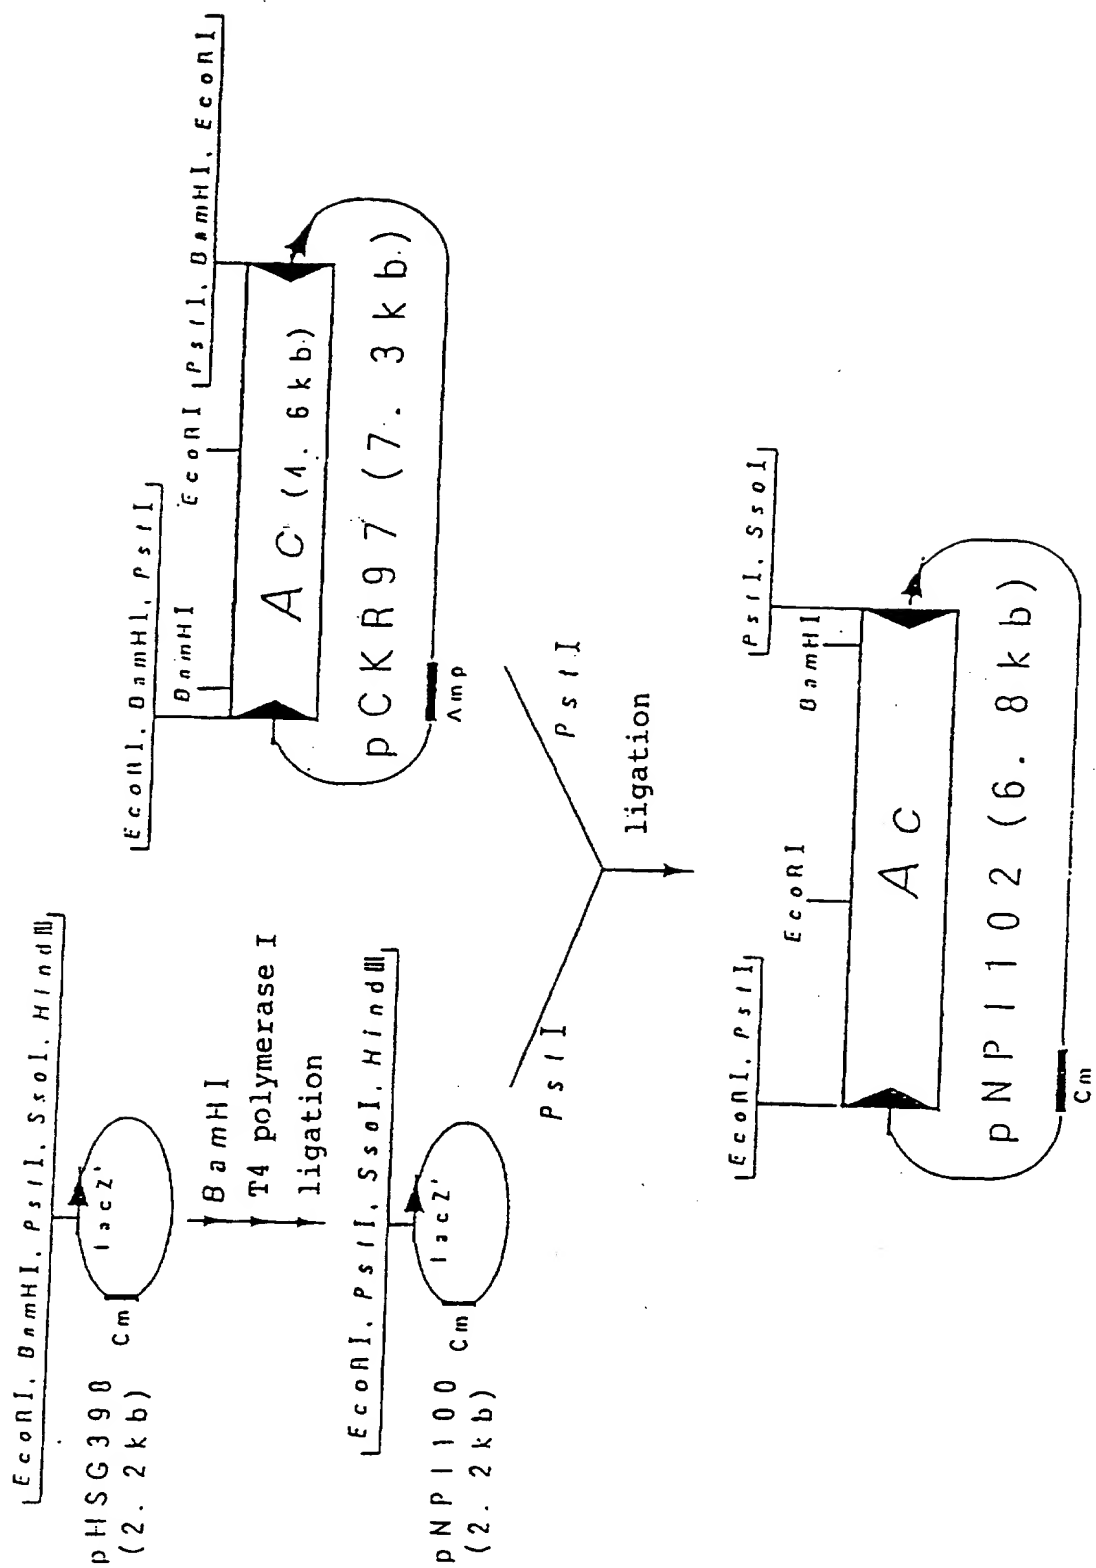 EcoRI, BamHI, PstI, SsoI, HindIII
lacZ'
Cm
pHSG398
(2.2kb)
BamHI
T4 polymerase I
ligation
EcoRI, PstI, SsoI, HindIII
lacZ'
Cm
pNPI100
(2.2kb)
EcoRI, BamHI, PstI
BamHI
EcoRI
PstI, BamHI, EcoRI
Ac (4.6kb)
pCKR97 (7.3kb)
Amp
PstI
PstI
ligation
EcoRI, PstI
EcoRI
BamHI
PstI, SsoI
Ac
pNPI102 (6.8kb)
Cm